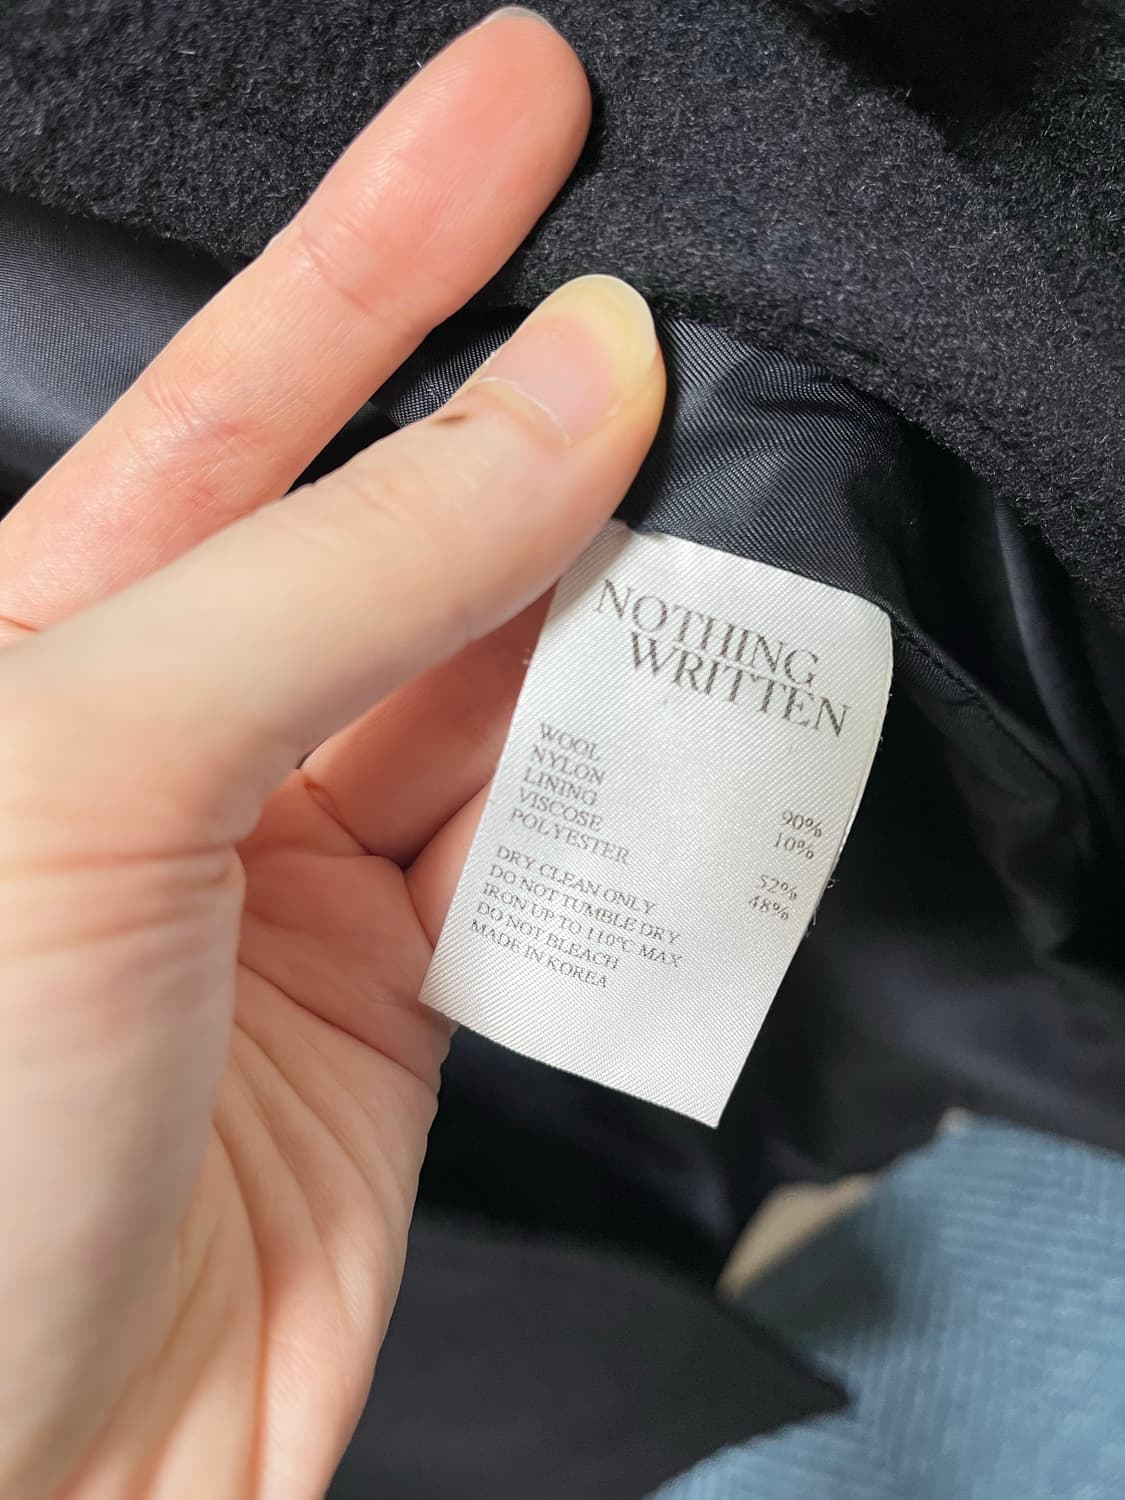 NOTHING
WRITTEN
WOOL 90%
NYLON 10%
LINING
VISCOSE 52%
POLYESTER 48%
DRY CLEAN ONLY
DO NOT TUMBLE DRY
IRON UP TO 110°C MAX
DO NOT BLEACH
MADE IN KOREA